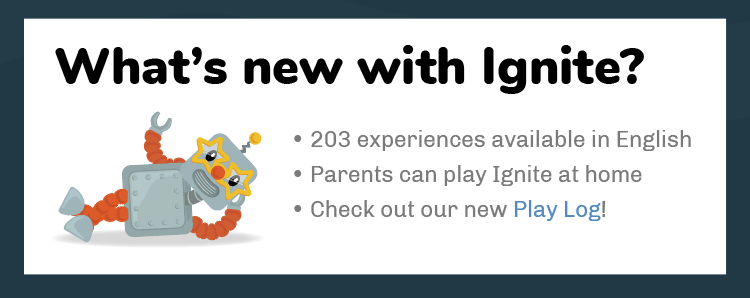 What's new with Ignite?
• 203 experiences available in English
• Parents can play Ignite at home
• Check out our new Play Log!